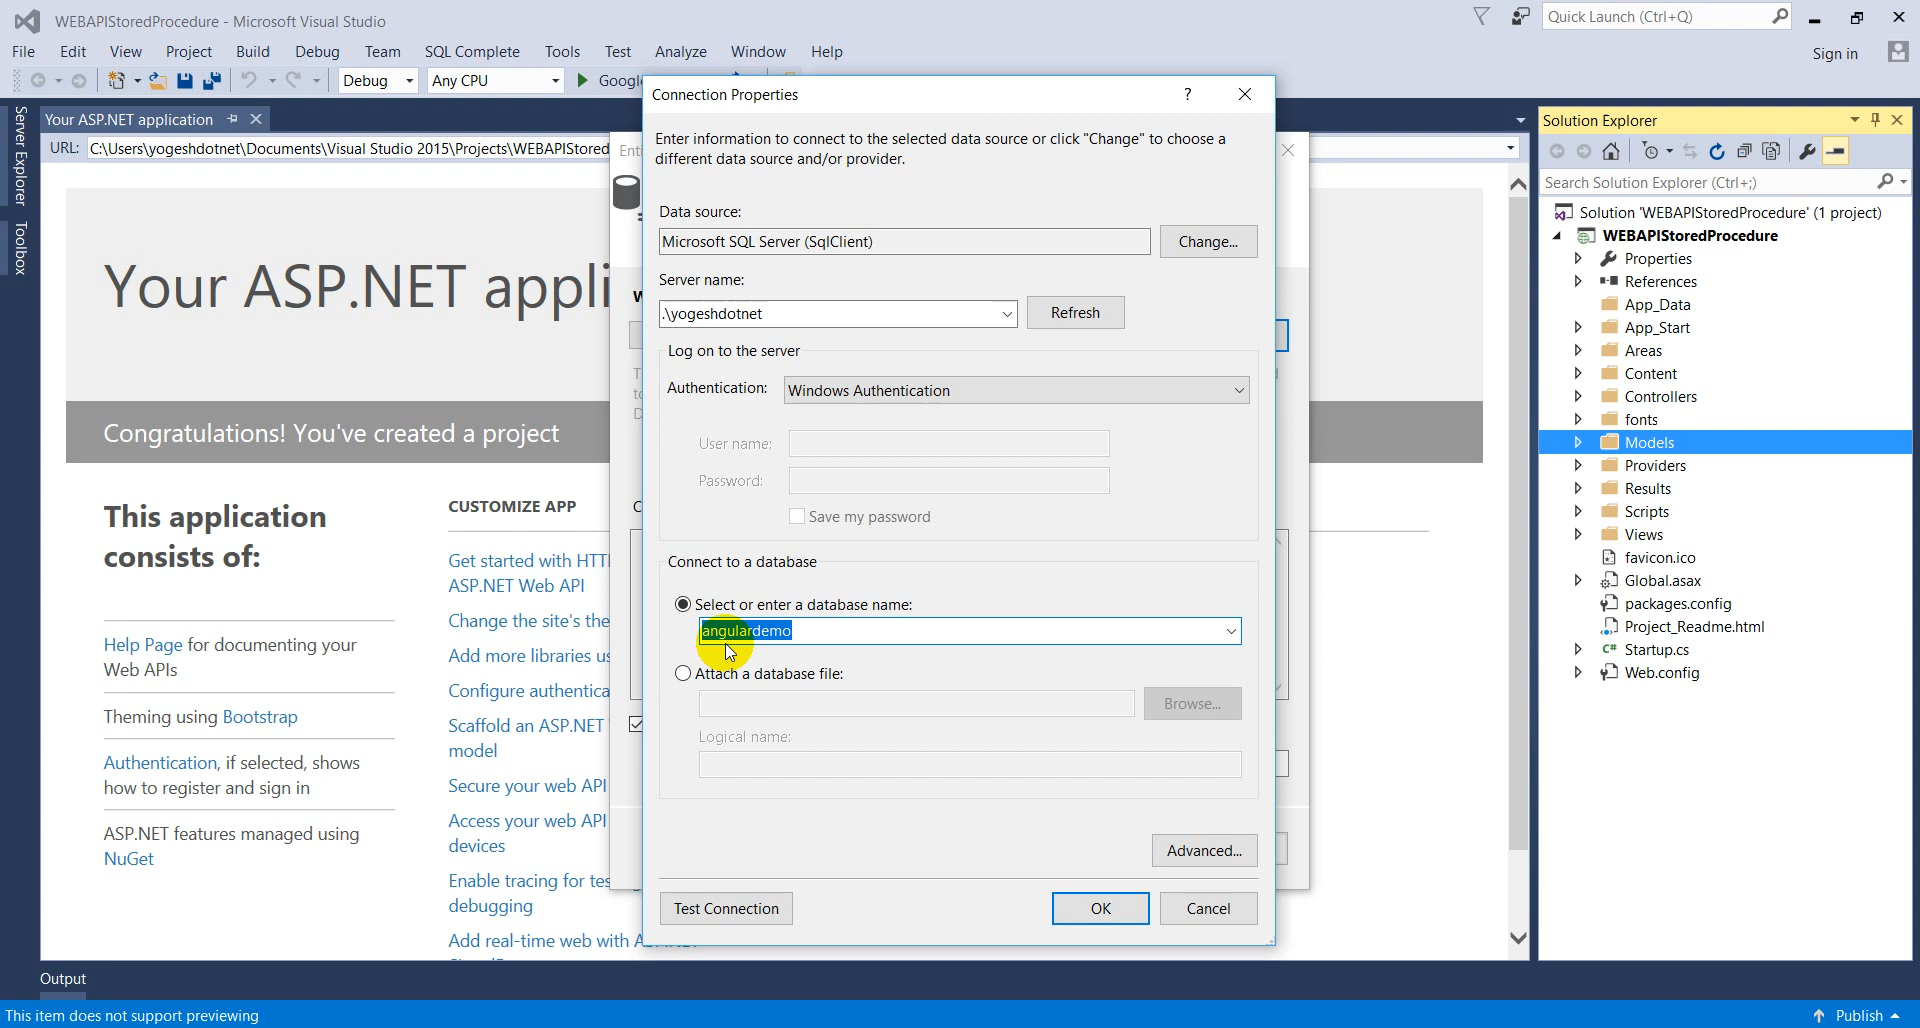 WEBAPIStoredProcedure - Microsoft Visual Studio
Quick Launch (Ctrl+Q)
File Edit View Project Build Debug Team SQL Complete Tools Test Analyze Window Help
Sign in
Debug Any CPU
Server Explorer
Toolbox
Your ASP.NET application
URL: C:\Users\yogeshdotnet\Documents\Visual Studio 2015\Projects\WEBAPIStored
Your ASP.NET appli
Congratulations! You've created a project
This application
consists of:
Help Page for documenting your
Web APIs
Theming using Bootstrap
Authentication, if selected, shows
how to register and sign in
ASP.NET features managed using
NuGet
CUSTOMIZE APP
Get started with HTT
ASP.NET Web API
Change the site's the
Add more libraries us
Configure authentica
Scaffold an ASP.NET
model
Secure your web API
Access your web API
devices
Enable tracing for tes
debugging
Add real-time web with
Connection Properties
?
Enter information to connect to the selected data source or click "Change" to choose a
different data source and/or provider.
Data source:
Microsoft SQL Server (SqlClient)
Change...
Server name:
.\yogeshdotnet
Refresh
Log on to the server
Authentication: Windows Authentication
User name:
Password:
Save my password
Connect to a database
Select or enter a database name:
angulardemo
Attach a database file:
Browse...
Logical name:
Advanced...
Test Connection
OK
Cancel
Solution Explorer
Search Solution Explorer (Ctrl+;)
Solution 'WEBAPIStoredProcedure' (1 project)
WEBAPIStoredProcedure
Properties
References
App_Data
App_Start
Areas
Content
Controllers
fonts
Models
Providers
Results
Scripts
Views
favicon.ico
Global.asax
packages.config
Project_Readme.html
C# Startup.cs
Web.config
Output
This item does not support previewing
Publish